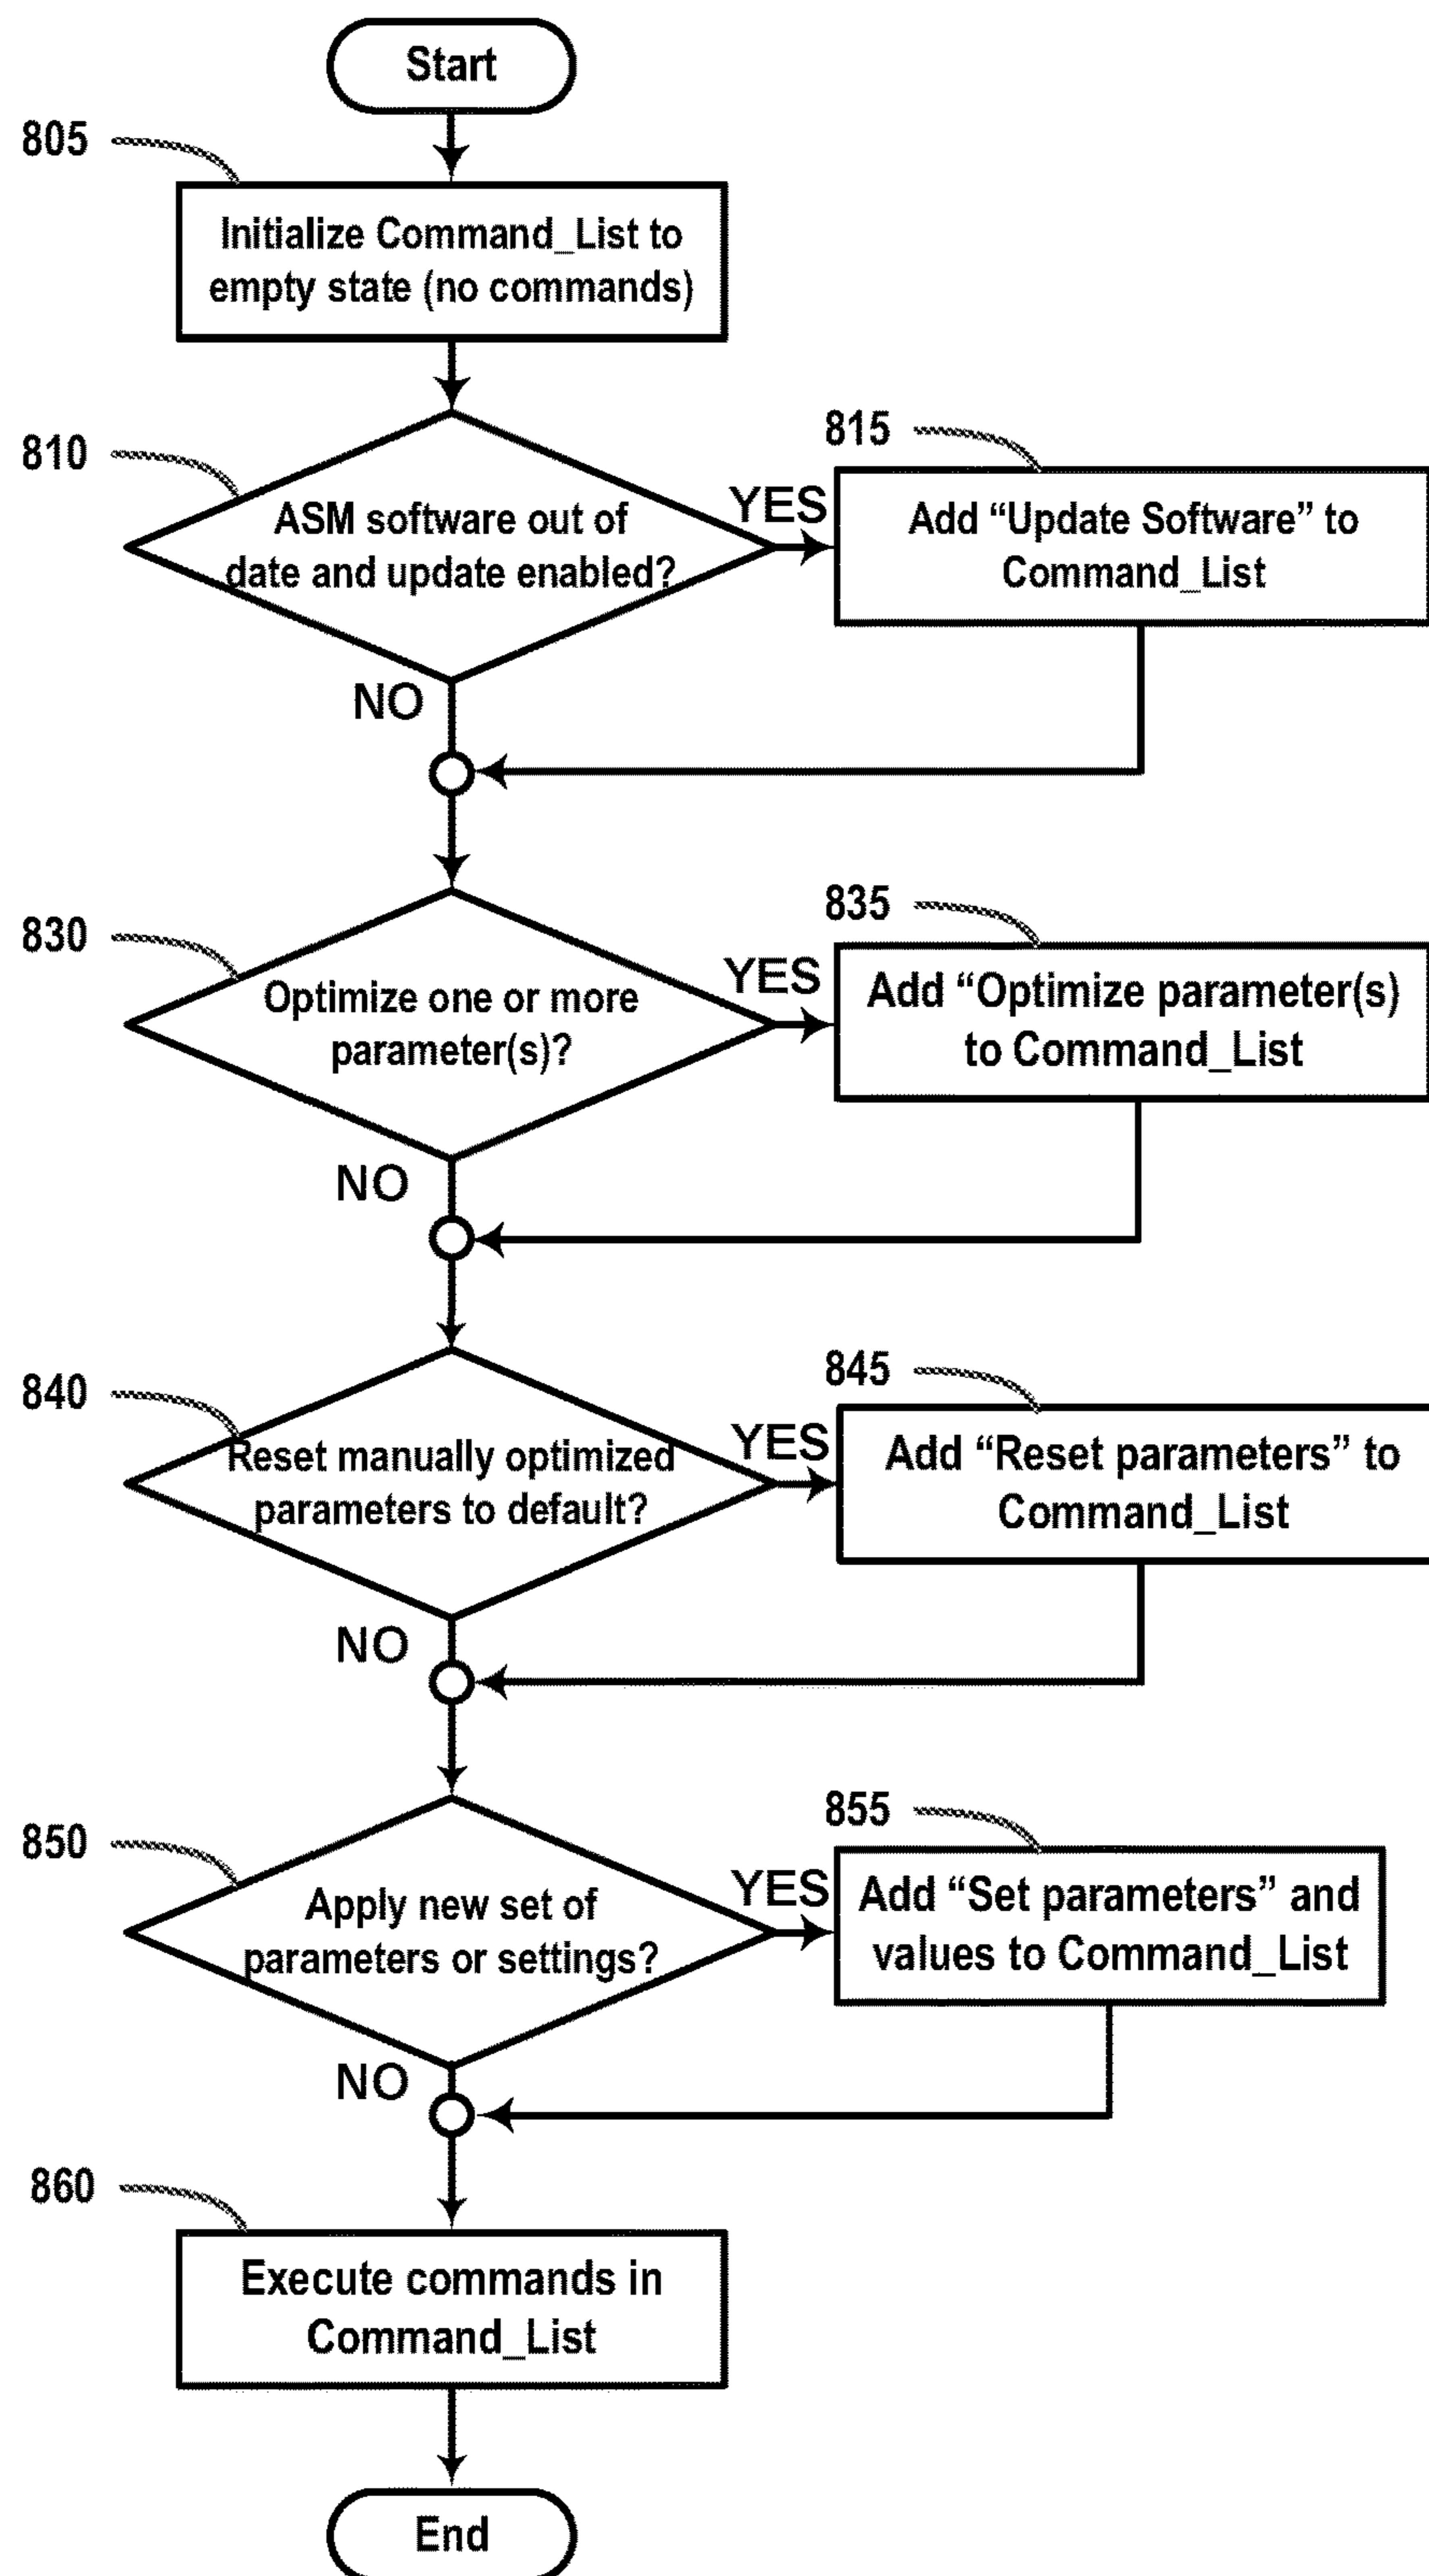 Start
805
Initialize Command_List to
empty state (no commands)
810
ASM software out of
date and update enabled?
YES
815
Add “Update Software” to
Command_List
NO
830
Optimize one or more
parameter(s)?
YES
835
Add “Optimize parameter(s)
to Command_List
NO
840
Reset manually optimized
parameters to default?
YES
845
Add “Reset parameters” to
Command_List
NO
850
Apply new set of
parameters or settings?
YES
855
Add “Set parameters” and
values to Command_List
NO
860
Execute commands in
Command_List
End